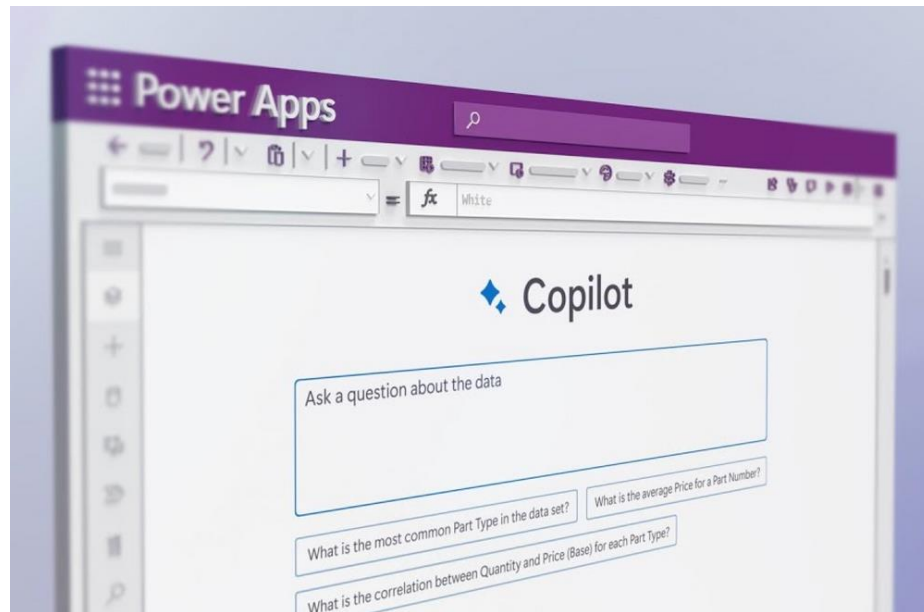 Power Apps
= fx White
Copilot
Ask a question about the data
What is the most common Part Type in the data set?
What is the average Price for a Part Number?
What is the correlation between Quantity and Price (Base) for each Part Type?